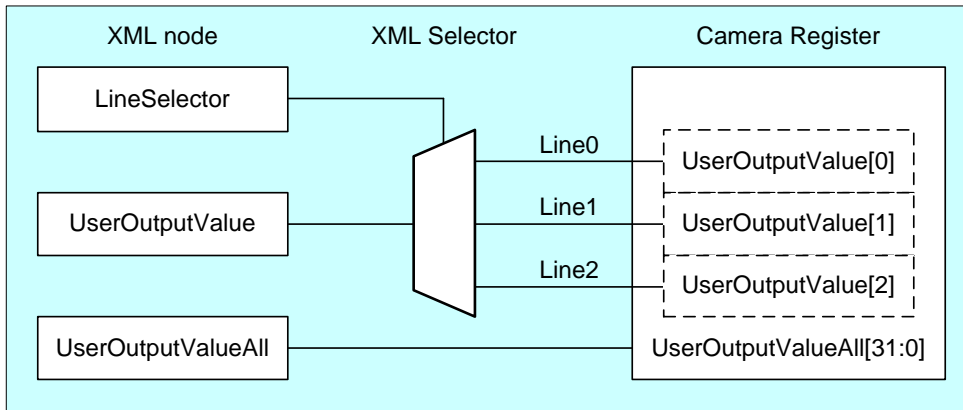 XML node
XML Selector
Camera Register
LineSelector
Line0
UserOutputValue[0]
UserOutputValue
Line1
UserOutputValue[1]
Line2
UserOutputValue[2]
UserOutputValueAll
UserOutputValueAll[31:0]